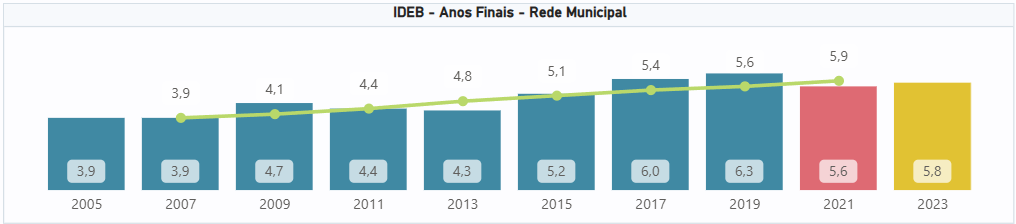 IDEB - Anos Finais - Rede Municipal
3,9 4,1 4,4 4,8 5,1 5,4 5,6 5,9
3,9 3,9 4,7 4,4 4,3 5,2 6,0 6,3 5,6 5,8
2005 2007 2009 2011 2013 2015 2017 2019 2021 2023